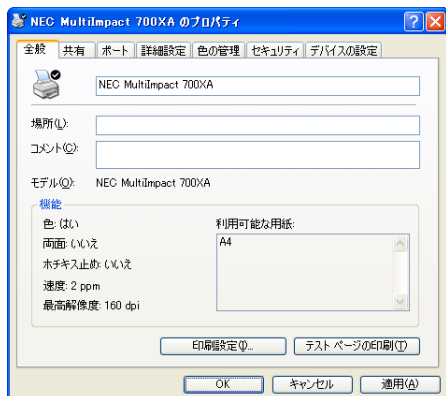 NEC MultiImpact 700XA のプロパティ
全般 共有 ポート 詳細設定 色の管理 セキュリティ デバイスの設定
NEC MultiImpact 700XA
場所(L):
コメント(C):
モデル(O): NEC MultiImpact 700XA
機能
色: はい
利用可能な用紙:
両面: いいえ
A4
ホチキス止め: いいえ
速度: 2 ppm
最高解像度: 160 dpi
印刷設定(I)... テスト ページの印刷(T)
OK キャンセル 適用(A)